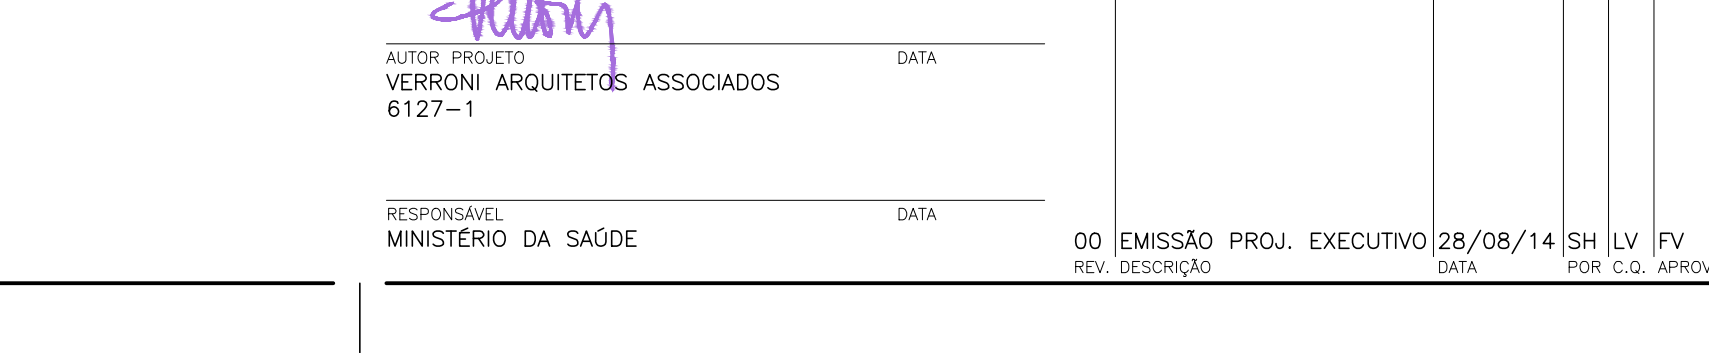 AUTOR PROJETO DATA
VERRONI ARQUITETOS ASSOCIADOS
6127-1
RESPONSÁVEL DATA
MINISTÉRIO DA SAÚDE
00 EMISSÃO PROJ. EXECUTIVO 28/08/14 SH LV FV
REV. DESCRIÇÃO DATA POR C.Q. APROV